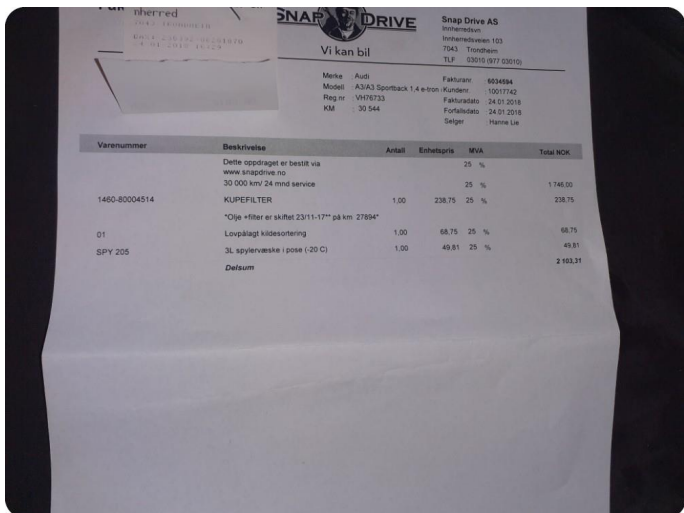 nherred
SNAP DRIVE
Vi kan bil
Snap Drive AS
Innherredsvn
Innherredsveien 103
7043 Trondheim
TLF 03010 (977 03010)
Merke : Audi
Modell : A3/A3 Sportback 1,4 e-tron
Reg.nr : VH76733
KM : 30 544
Fakturanr : 6034594
Kundenr : 10017742
Fakturadato : 24.01.2018
Forfallsdato : 24.01.2018
Selger : Hanne Lie
Varenummer Beskrivelse Antall Enhetspris MVA Total NOK
Dette oppdraget er bestilt via 25 %
www.snapdrive.no
30 000 km/ 24 mnd service 25 % 1 746,00
1460-80004514 KUPEFILTER 1,00 238,75 25 % 238,75
*Olje +filter er skiftet 23/11-17** på km 27894*
01 Lovpålagt kildesortering 1,00 68,75 25 % 68,75
SPY 205 3L spylervæske i pose (-20 C) 1,00 49,81 25 % 49,81
Delsum 2 103,31